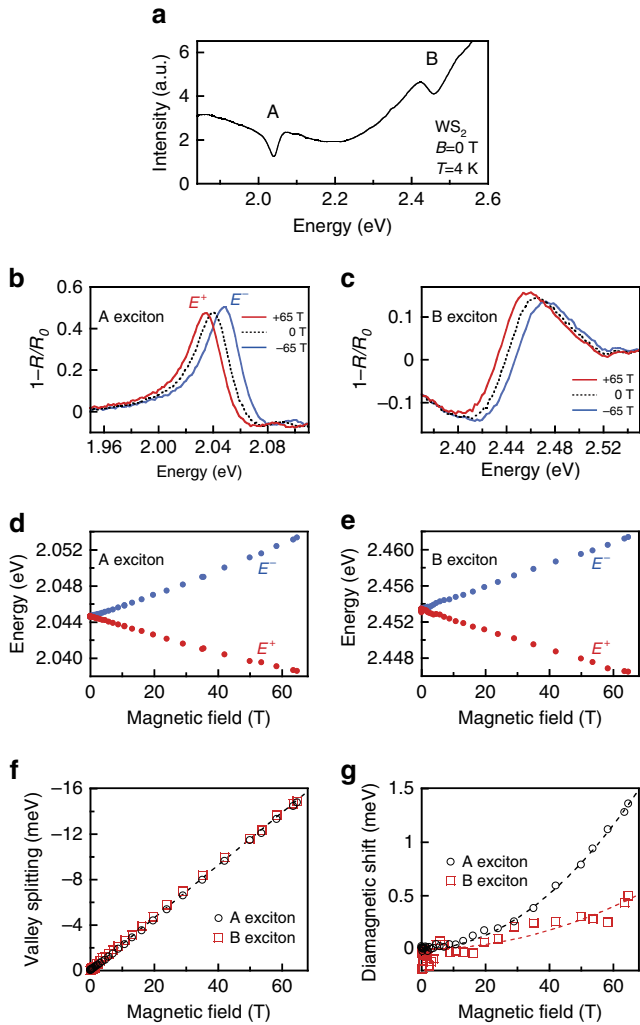 a
6
4
2
0
Intensity (a.u.)
A
B
WS2
B=0 T
T=4 K
2.0
2.2
2.4
2.6
Energy (eV)
b
0.6
0.4
0.2
0
1–R/R0
A exciton
E+
E−
+65 T
0 T
−65 T
1.96
2.00
2.04
2.08
Energy (eV)
c
0.1
0
−0.1
1–R/R0
B exciton
+65 T
0 T
−65 T
2.40
2.44
2.48
2.52
Energy (eV)
d
2.052
2.048
2.044
2.040
Energy (eV)
A exciton
E−
E+
0
20
40
60
Magnetic field (T)
e
2.460
2.456
2.452
2.448
Energy (eV)
B exciton
E−
E+
0
20
40
60
Magnetic field (T)
f
−16
−12
−8
−4
0
Valley splitting (meV)
A exciton
B exciton
0
20
40
60
Magnetic field (T)
g
1.5
1
0.5
0
Diamagnetic shift (meV)
A exciton
B exciton
0
20
40
60
Magnetic field (T)